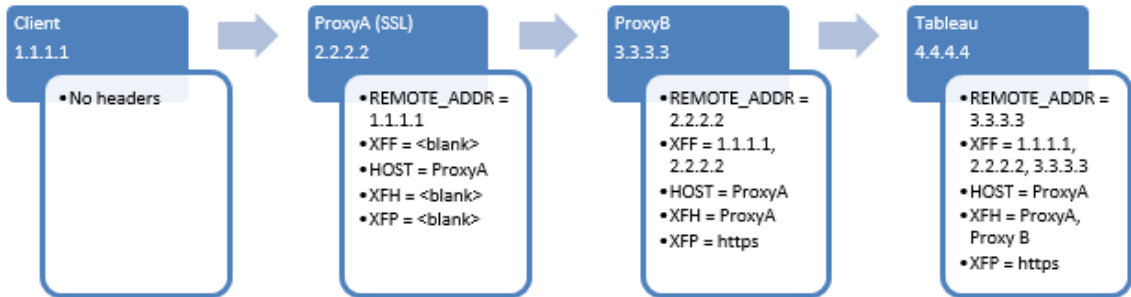 Client
1.1.1.1
•No headers
ProxyA (SSL)
2.2.2.2
•REMOTE_ADDR =
1.1.1.1
•XFF = <blank>
•HOST = ProxyA
•XFH = <blank>
•XFP = <blank>
ProxyB
3.3.3.3
•REMOTE_ADDR =
2.2.2.2
•XFF = 1.1.1.1,
2.2.2.2
•HOST = ProxyA
•XFH = ProxyA
•XFP = https
Tableau
4.4.4.4
•REMOTE_ADDR =
3.3.3.3
•XFF = 1.1.1.1,
2.2.2.2, 3.3.3.3
•HOST = ProxyA
•XFH = ProxyA,
Proxy B
•XFP = https